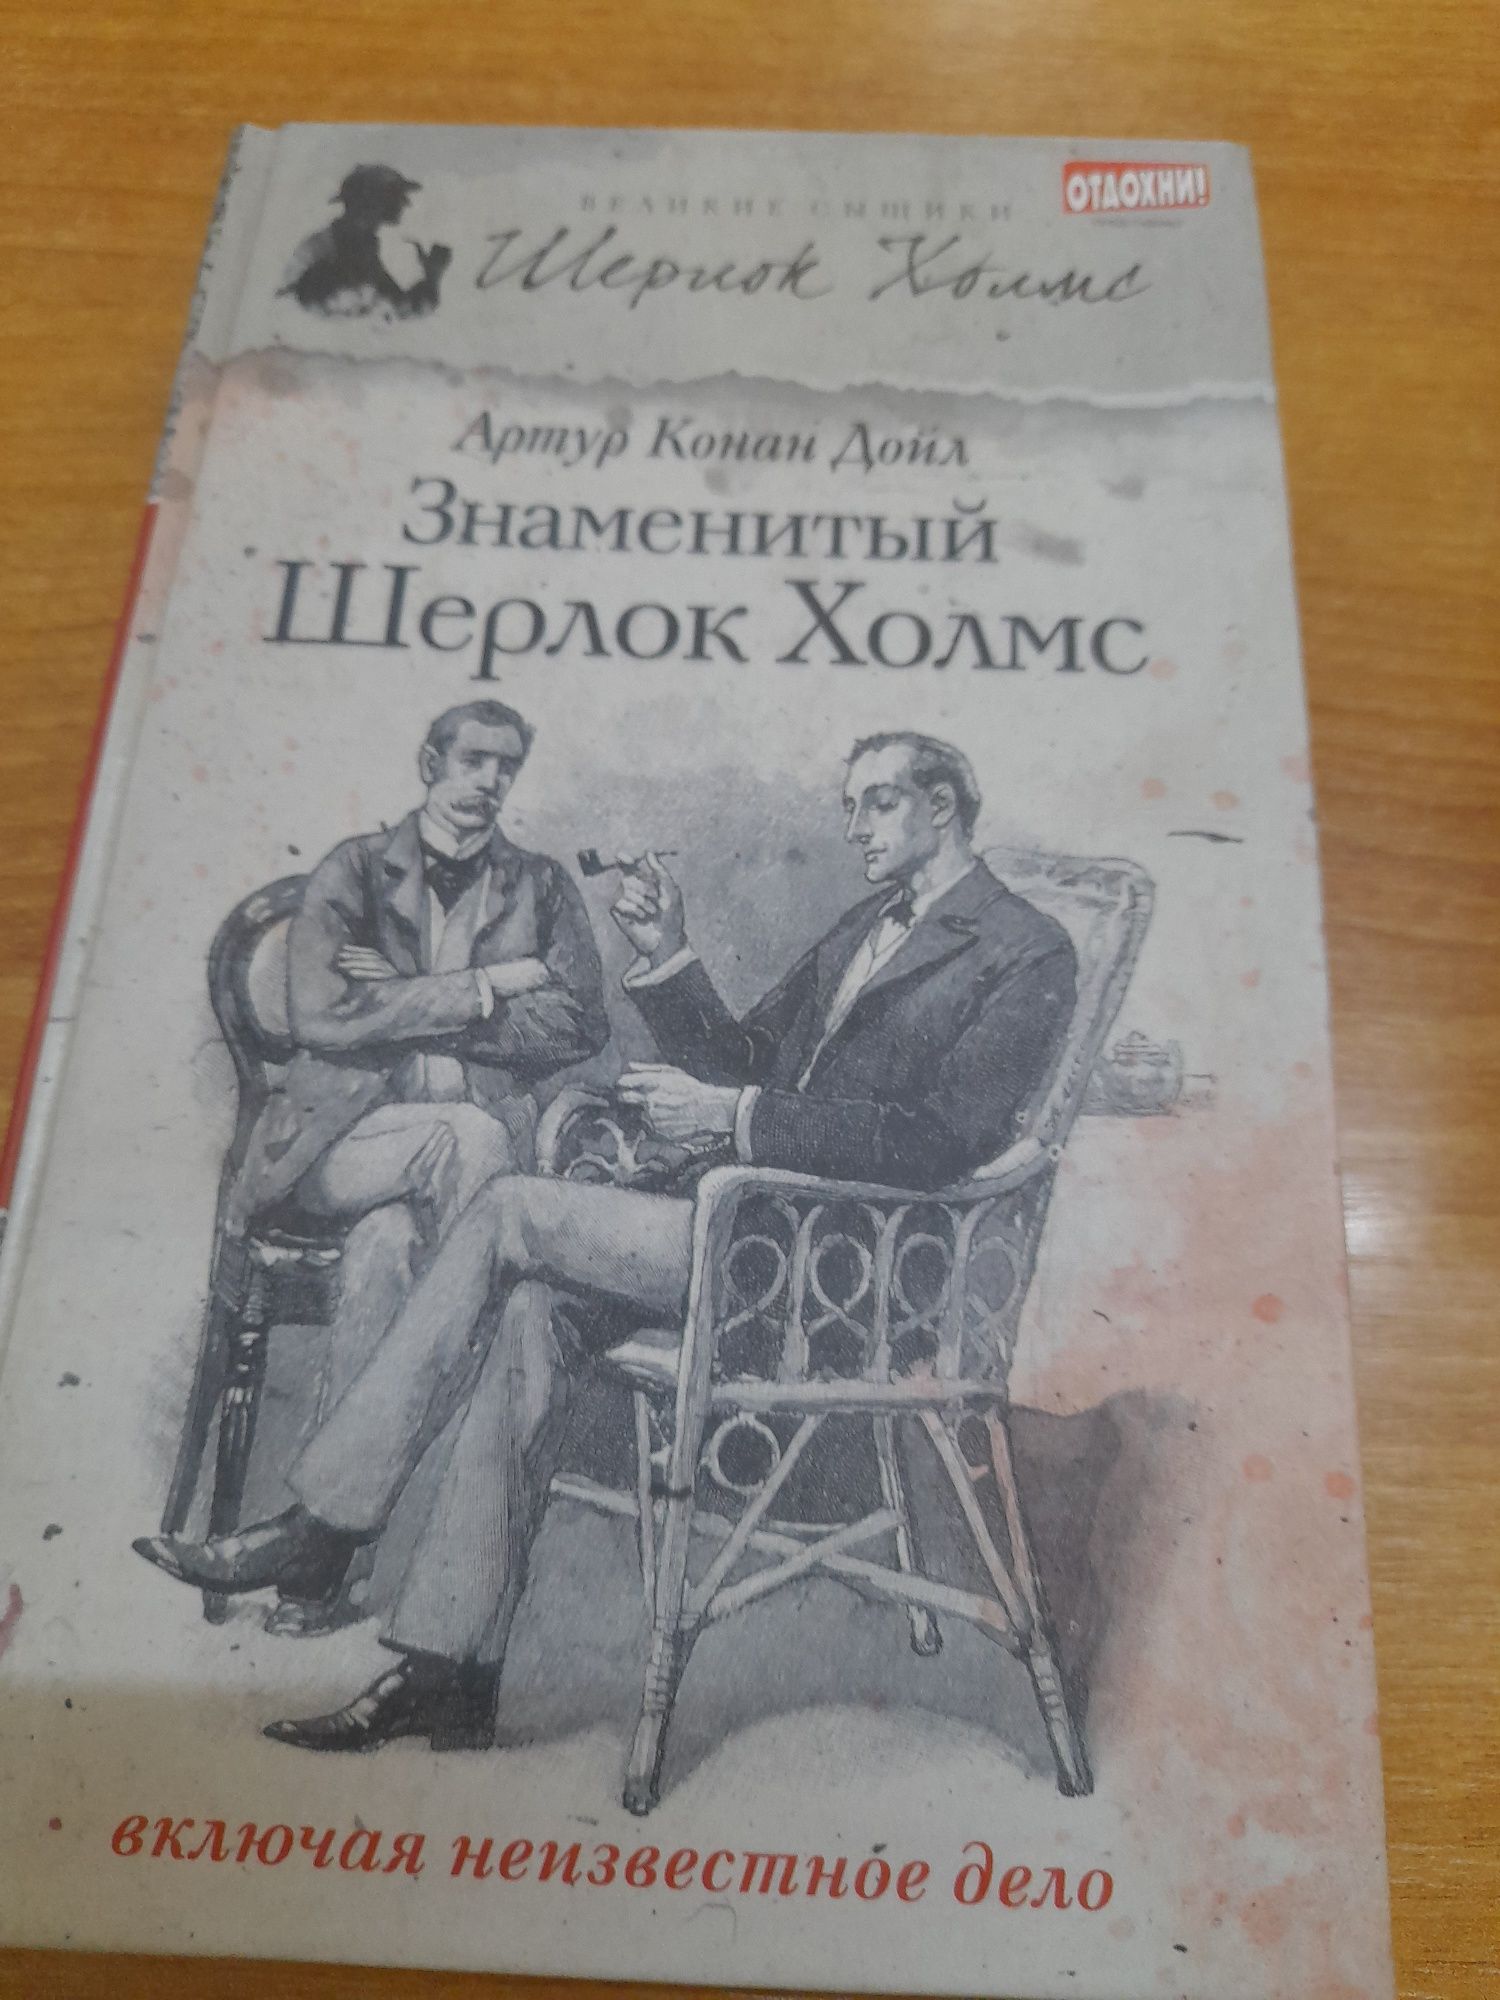 ВЕЛИКИЕ СЫЩИКИ
ОТДОХНИ!
Шерлок Холмс
Артур Конан Дойл
Знаменитый
Шерлок Холмс
включая неизвестное дело